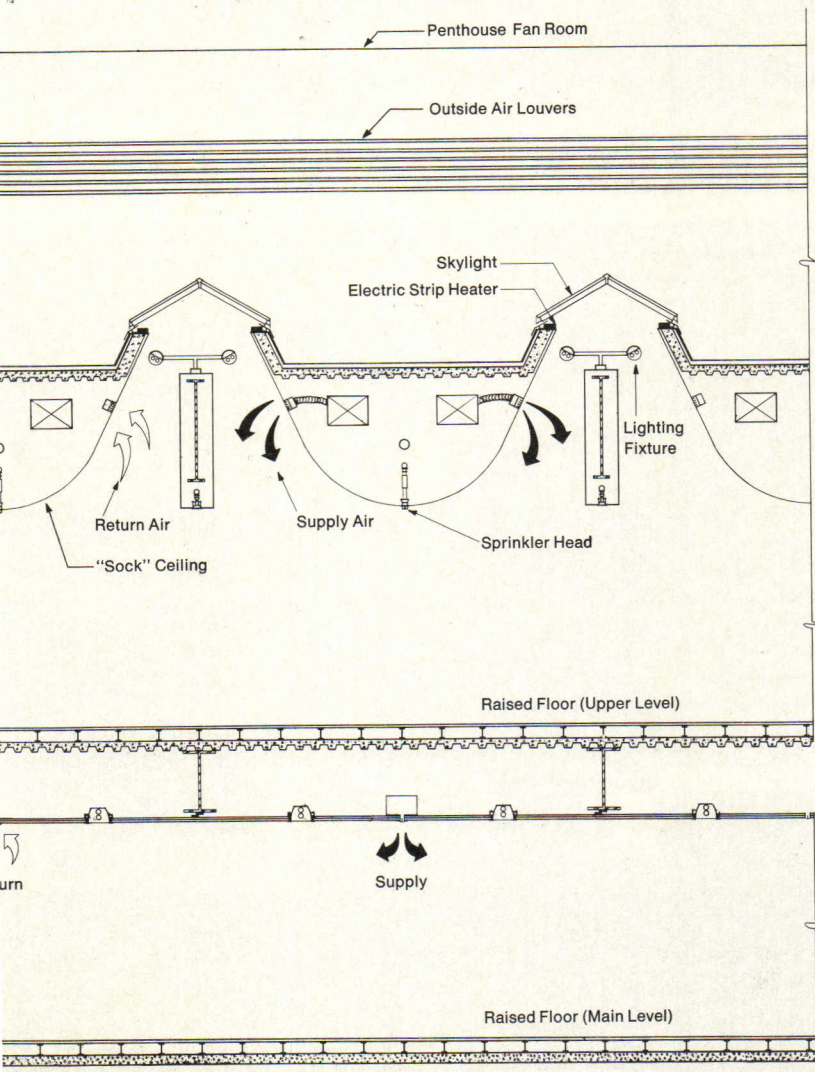 Penthouse Fan Room
Outside Air Louvers
Skylight
Electric Strip Heater
Lighting
Fixture
Return Air
Supply Air
Sprinkler Head
"Sock" Ceiling
Raised Floor (Upper Level)
urn
Supply
Raised Floor (Main Level)